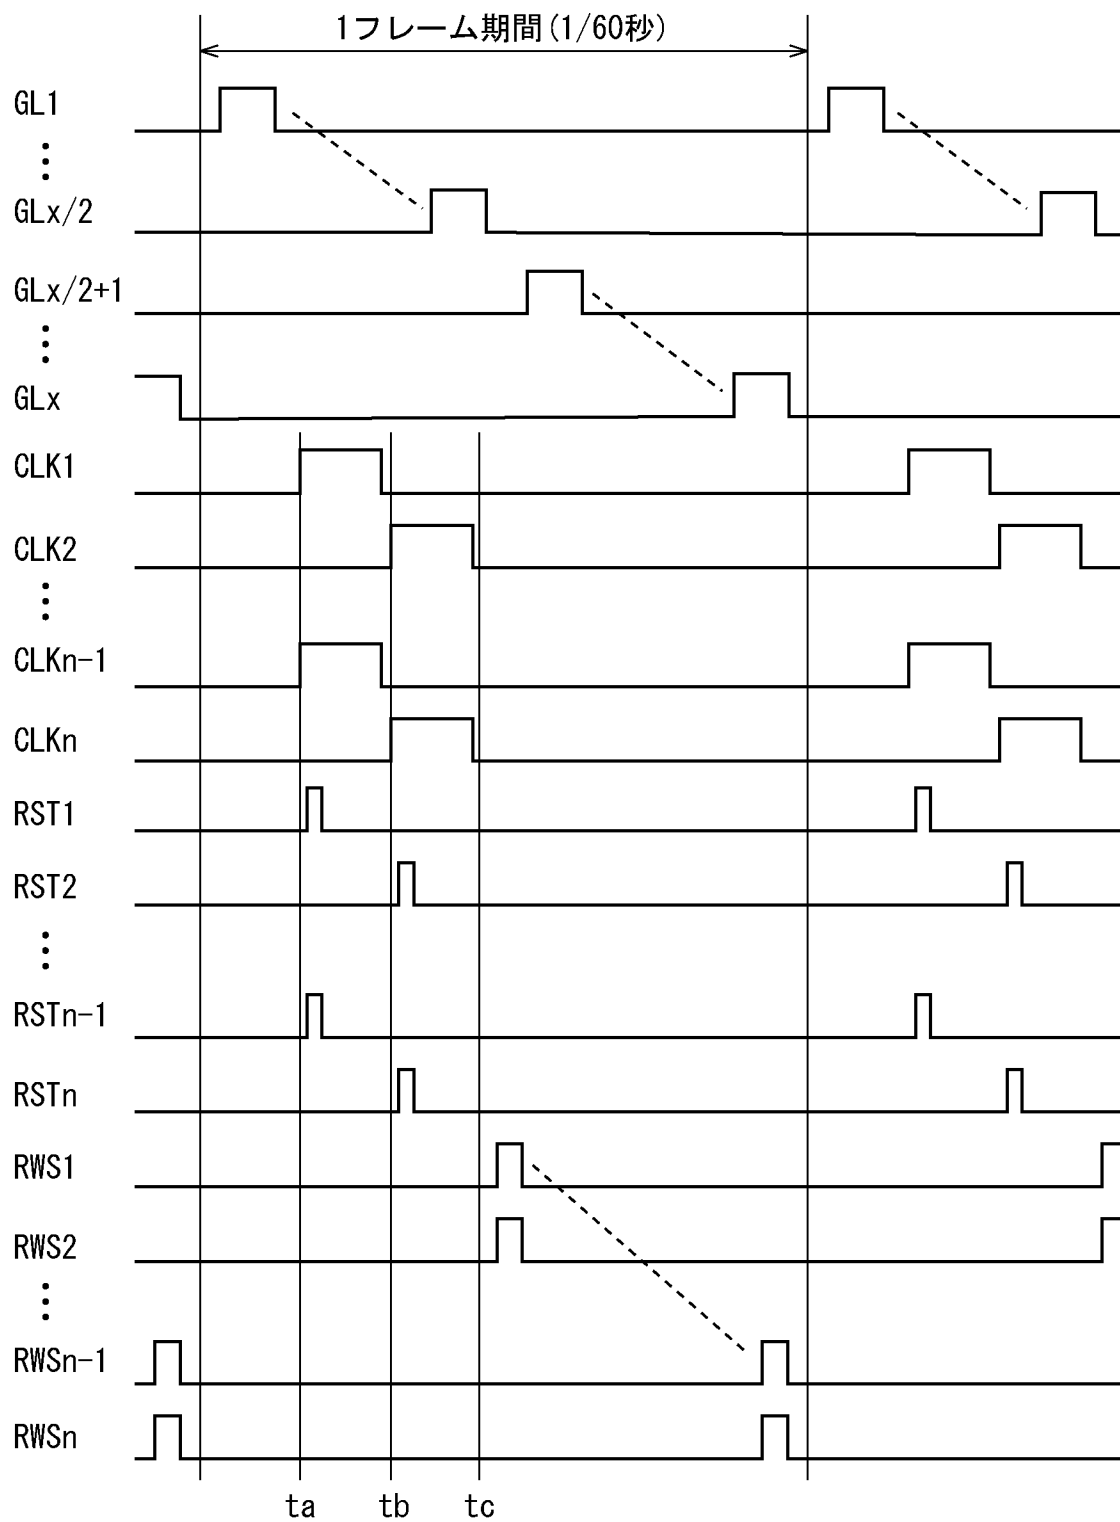 1フレーム期間(1/60秒)
GL1
⋮
GLx/2
GLx/2+1
⋮
GLx
CLK1
CLK2
⋮
CLKn-1
CLKn
RST1
RST2
⋮
RSTn-1
RSTn
RWS1
RWS2
⋮
RWSn-1
RWSn
ta tb tc